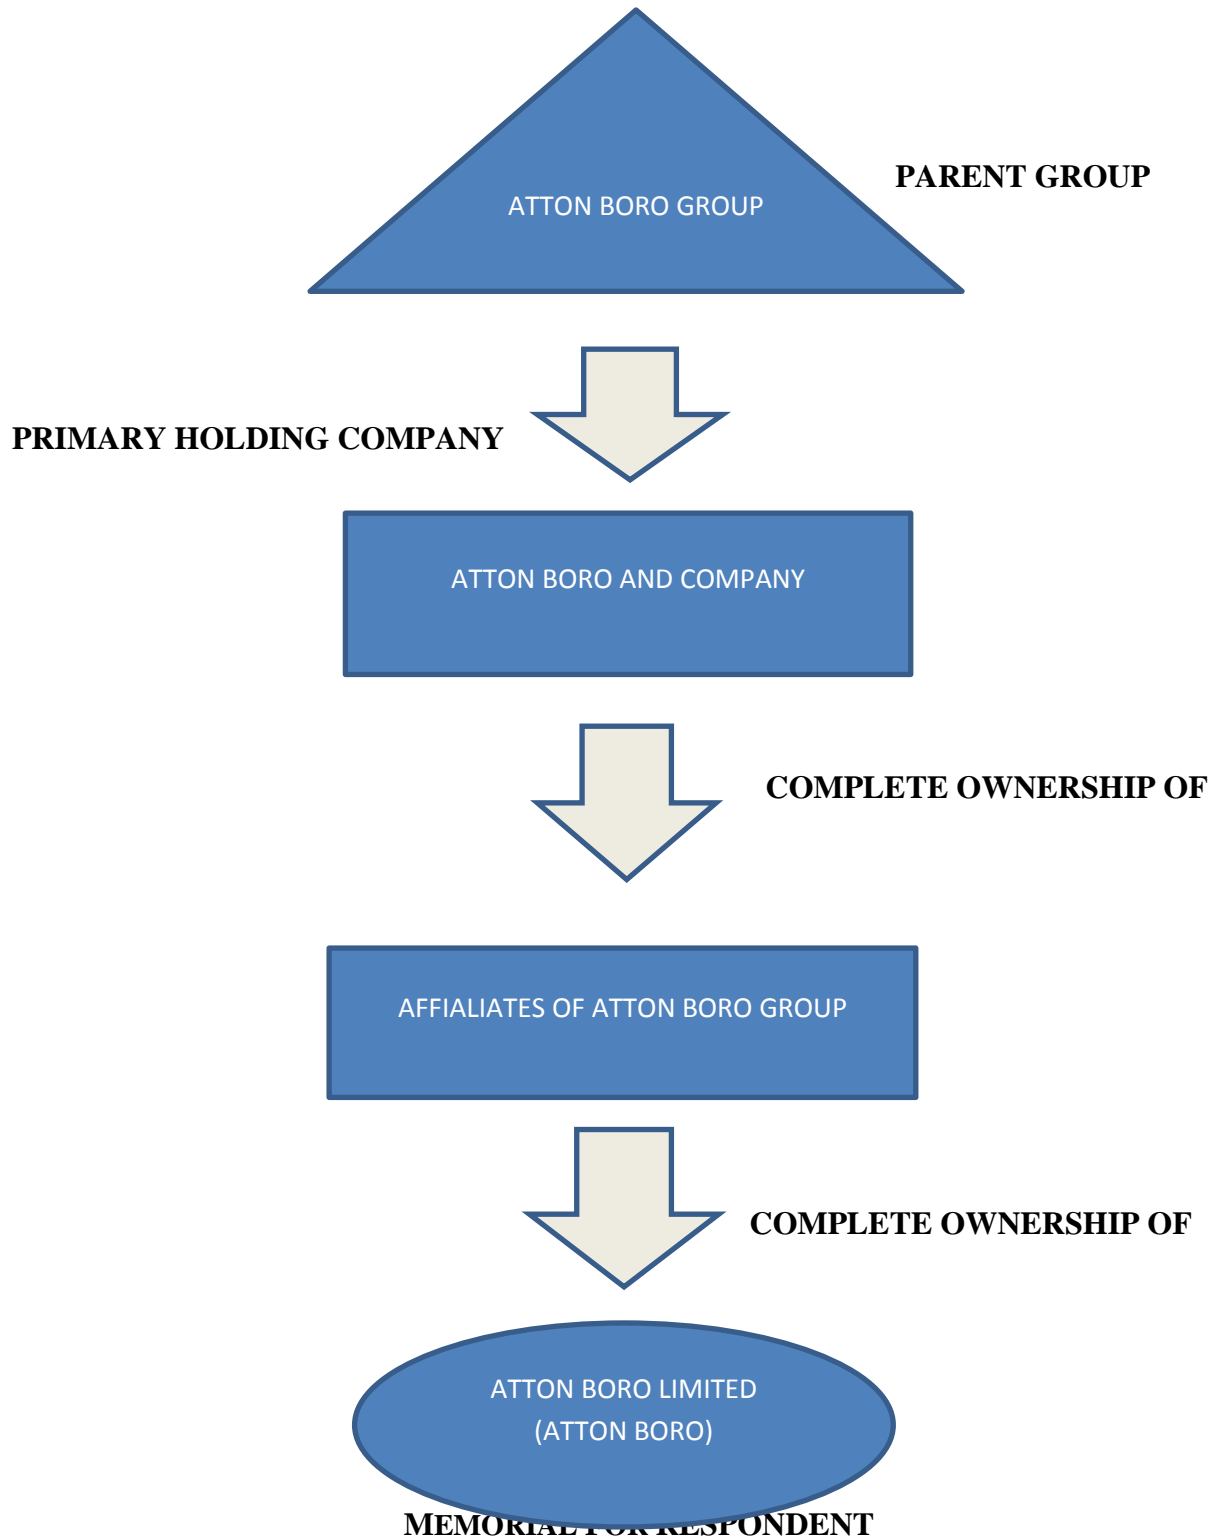 PARENT GROUP
ATTON BORO GROUP
PRIMARY HOLDING COMPANY
ATTON BORO AND COMPANY
COMPLETE OWNERSHIP OF
AFFIALIATES OF ATTON BORO GROUP
COMPLETE OWNERSHIP OF
ATTON BORO LIMITED
(ATTON BORO)
MEMORIAL FOR RESPONDENT